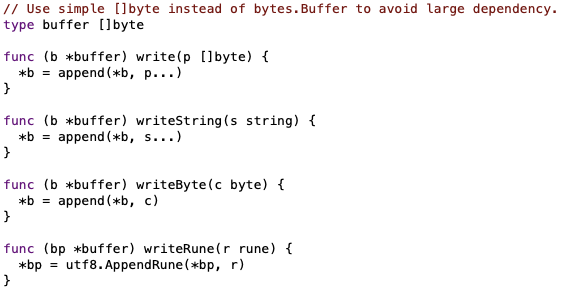 // Use simple []byte instead of bytes.Buffer to avoid large dependency.
type buffer []byte

func (b *buffer) write(p []byte) {
  *b = append(*b, p...)
}

func (b *buffer) writeString(s string) {
  *b = append(*b, s...)
}

func (b *buffer) writeByte(c byte) {
  *b = append(*b, c)
}

func (bp *buffer) writeRune(r rune) {
  *bp = utf8.AppendRune(*bp, r)
}